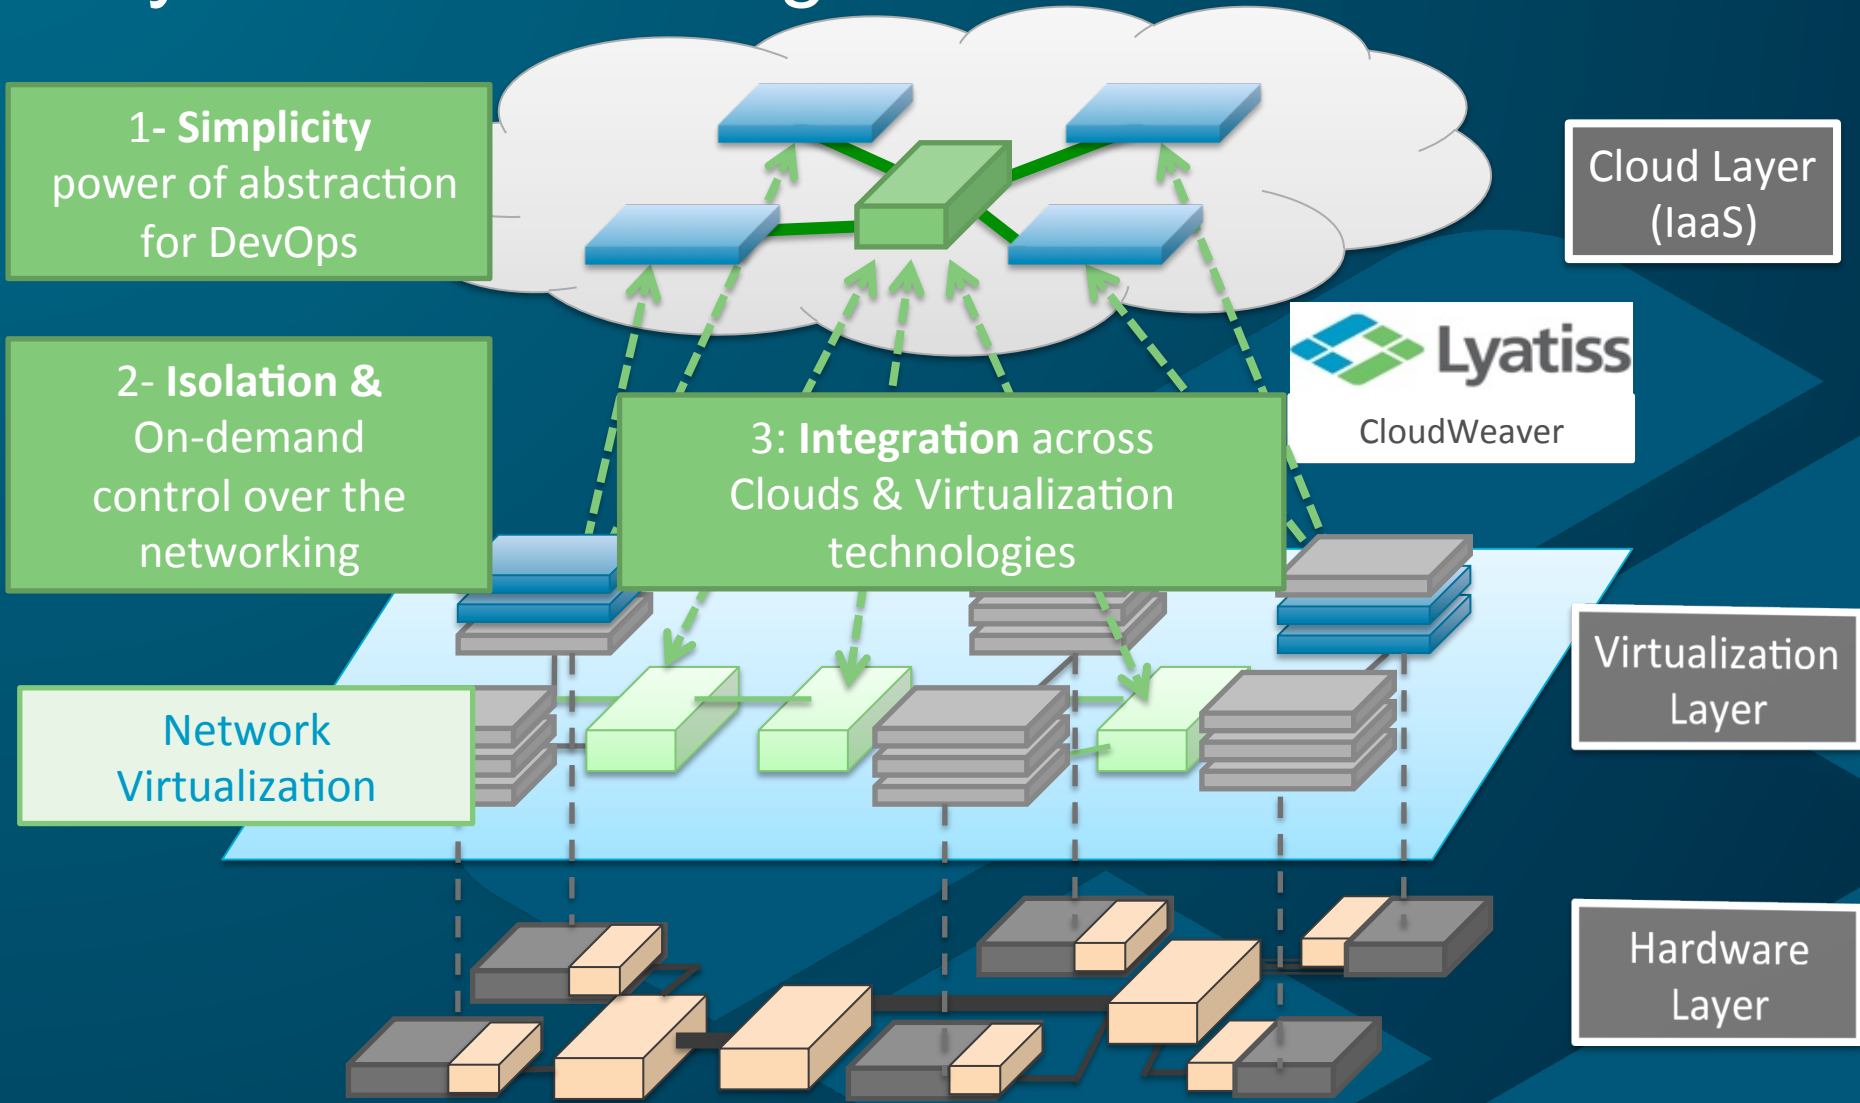 1- Simplicity
power of abstraction
for DevOps
Cloud Layer
(IaaS)
Lyatiss
CloudWeaver
2- Isolation &
On-demand
control over the
networking
3: Integration across
Clouds & Virtualization
technologies
Virtualization
Layer
Network
Virtualization
Hardware
Layer